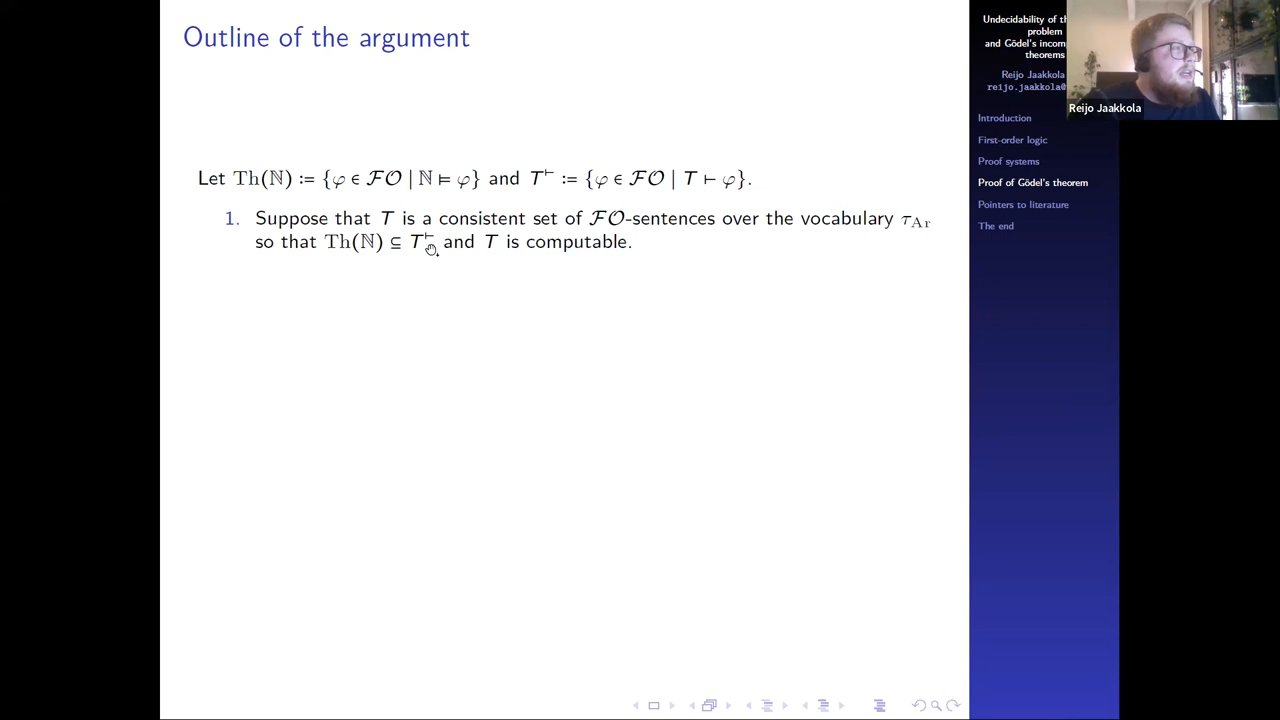 Outline of the argument
Let Th(ℕ) := {φ ∈ 𝓕𝓞 | ℕ ⊨ φ} and T⊢ := {φ ∈ 𝓕𝓞 | T ⊢ φ}.
1. Suppose that T is a consistent set of 𝓕𝓞-sentences over the vocabulary τ_Ar
so that Th(ℕ) ⊆ T⊢ and T is computable.
Undecidability of
problem
and Gödel's
theorems
Reijo Jaakkola
Introduction
First-order logic
Proof systems
Proof of Gödel's theorem
Pointers to literature
The end
Reijo Jaakkola